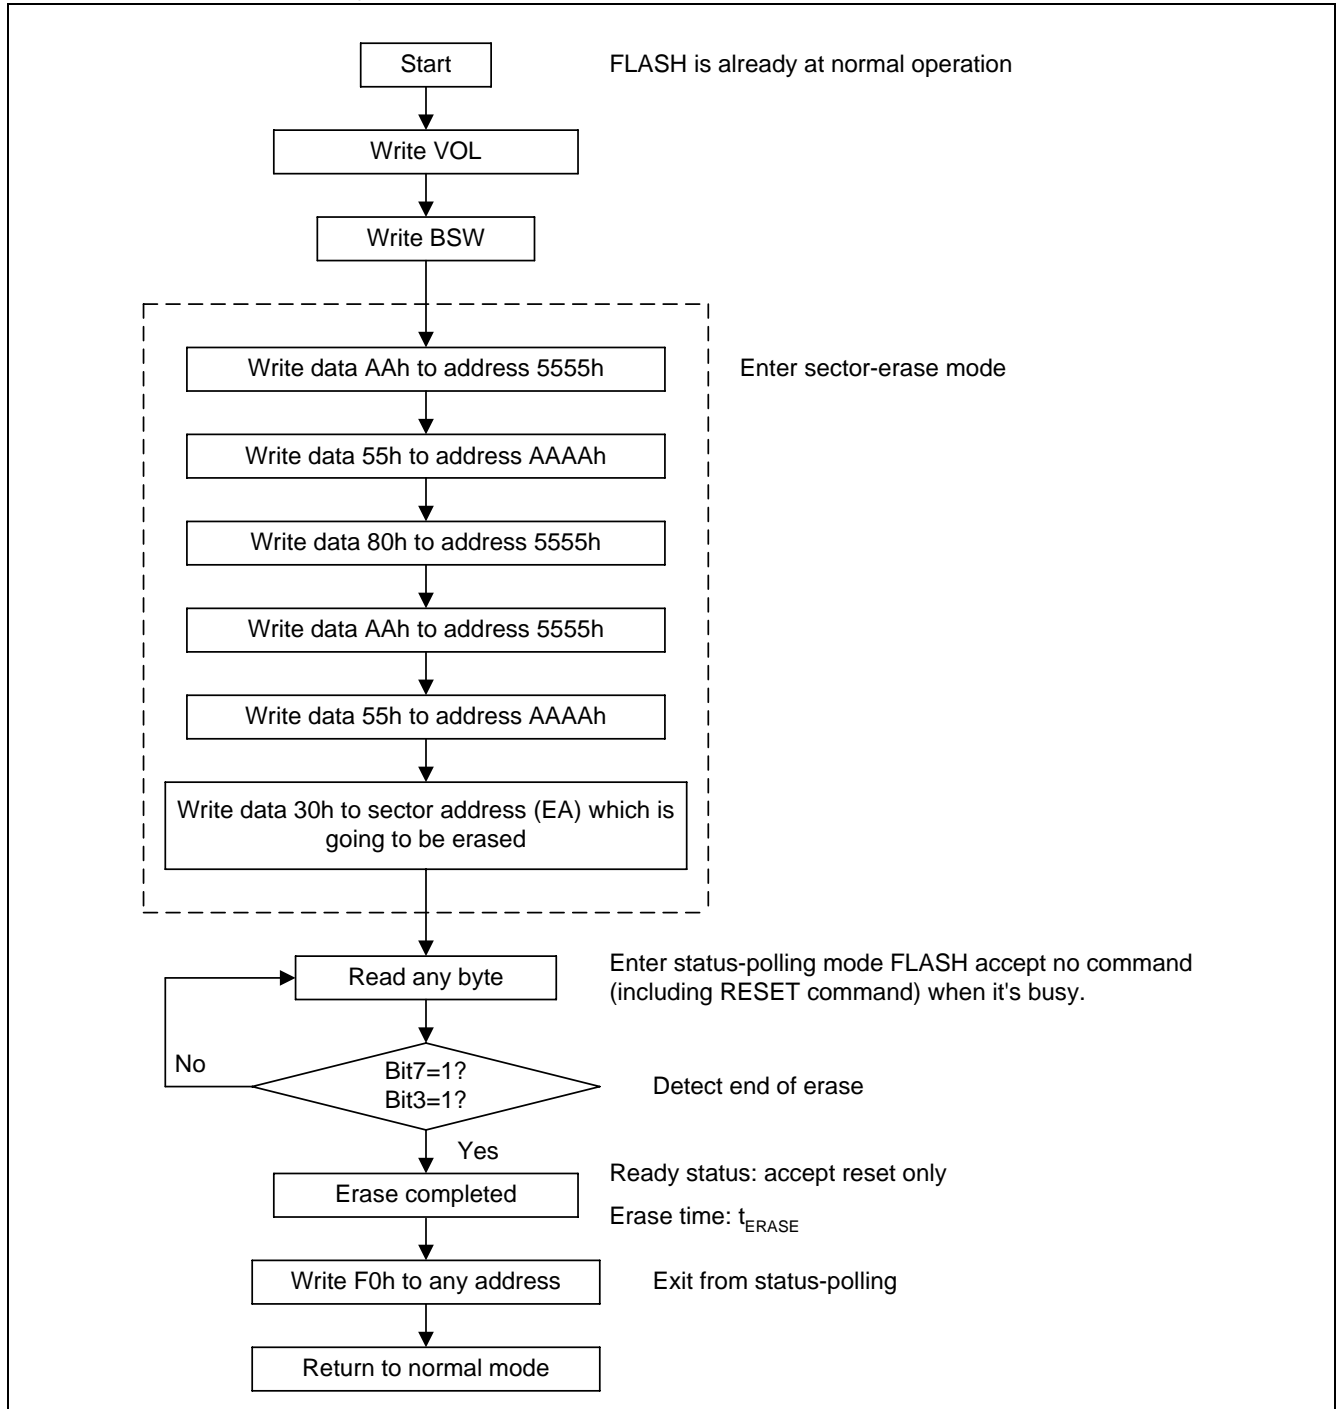 Start
FLASH is already at normal operation
Write VOL
Write BSW
Write data AAh to address 5555h
Enter sector-erase mode
Write data 55h to address AAAAh
Write data 80h to address 5555h
Write data AAh to address 5555h
Write data 55h to address AAAAh
Write data 30h to sector address (EA) which is
going to be erased
Read any byte
Enter status-polling mode FLASH accept no command
(including RESET command) when it's busy.
No
Bit7=1?
Bit3=1?
Detect end of erase
Yes
Erase completed
Ready status: accept reset only
Erase time: tERASE
Write F0h to any address
Exit from status-polling
Return to normal mode